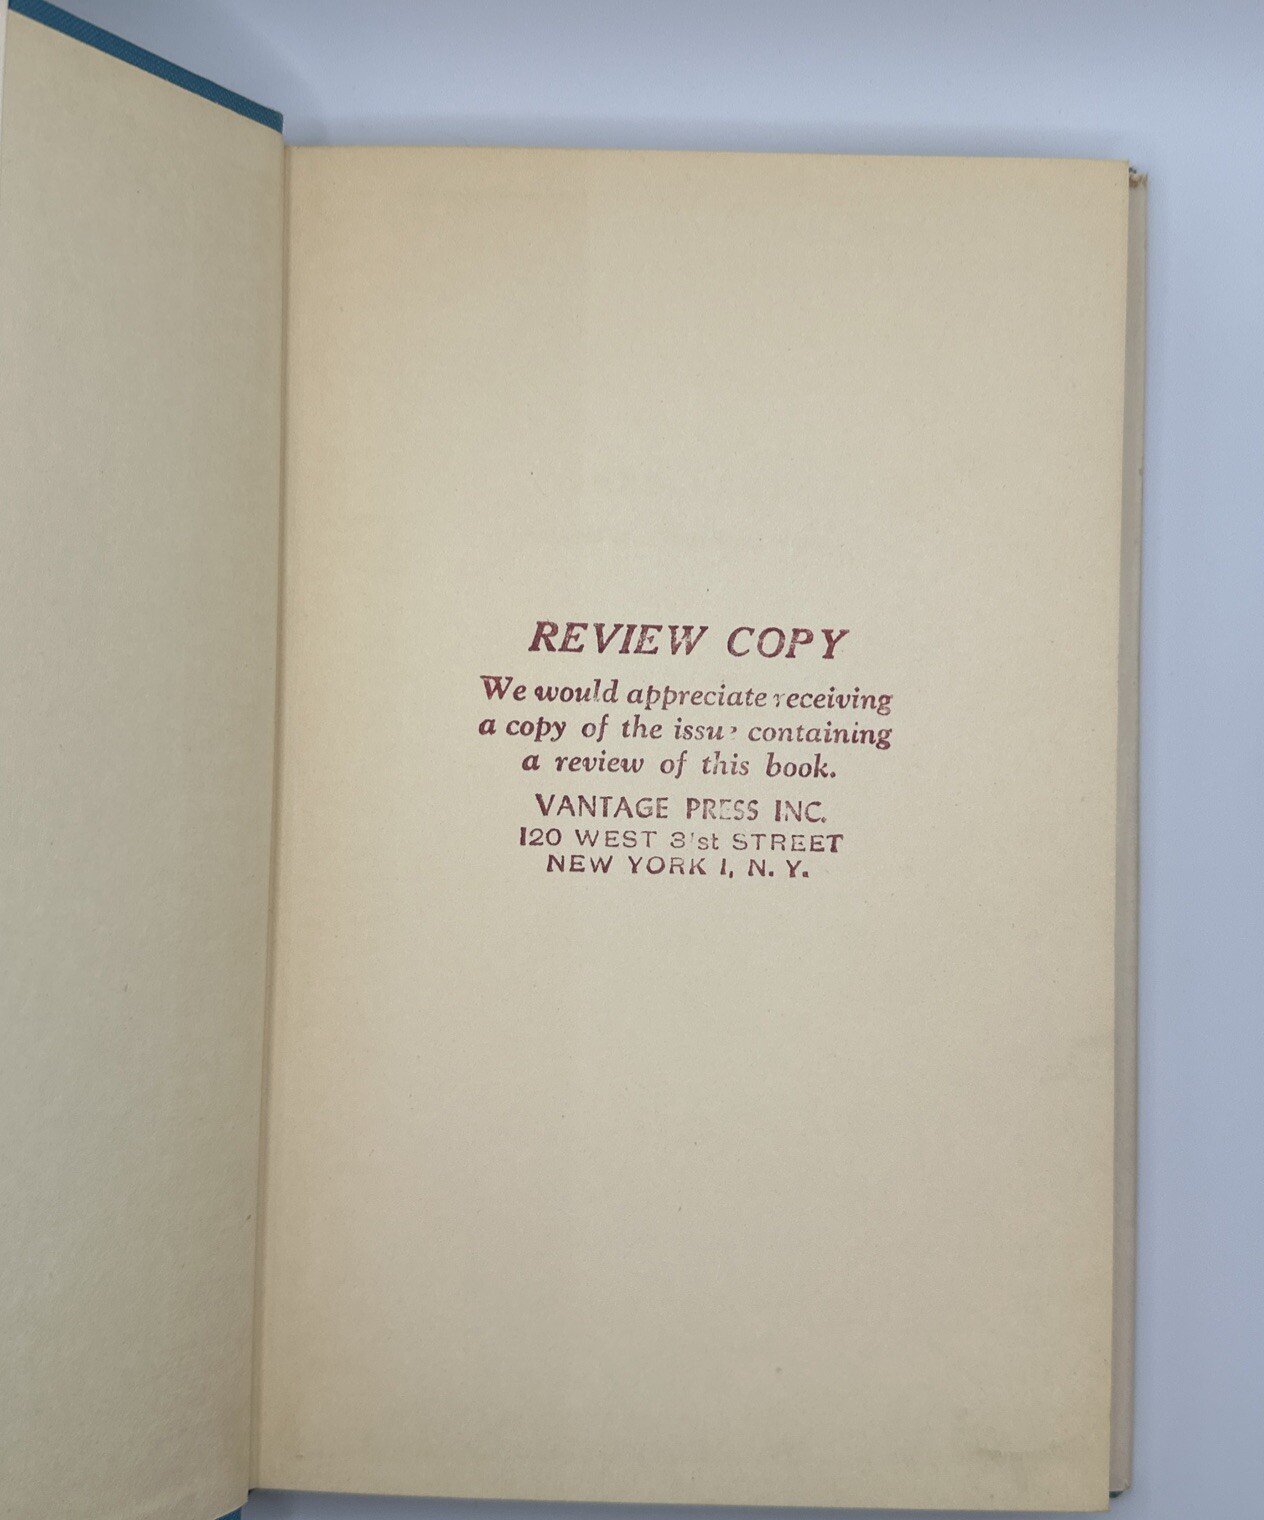 REVIEW COPY
We would appreciate receiving
a copy of the issue containing
a review of this book.
VANTAGE PRESS INC.
120 WEST 31st STREET
NEW YORK 1, N. Y.